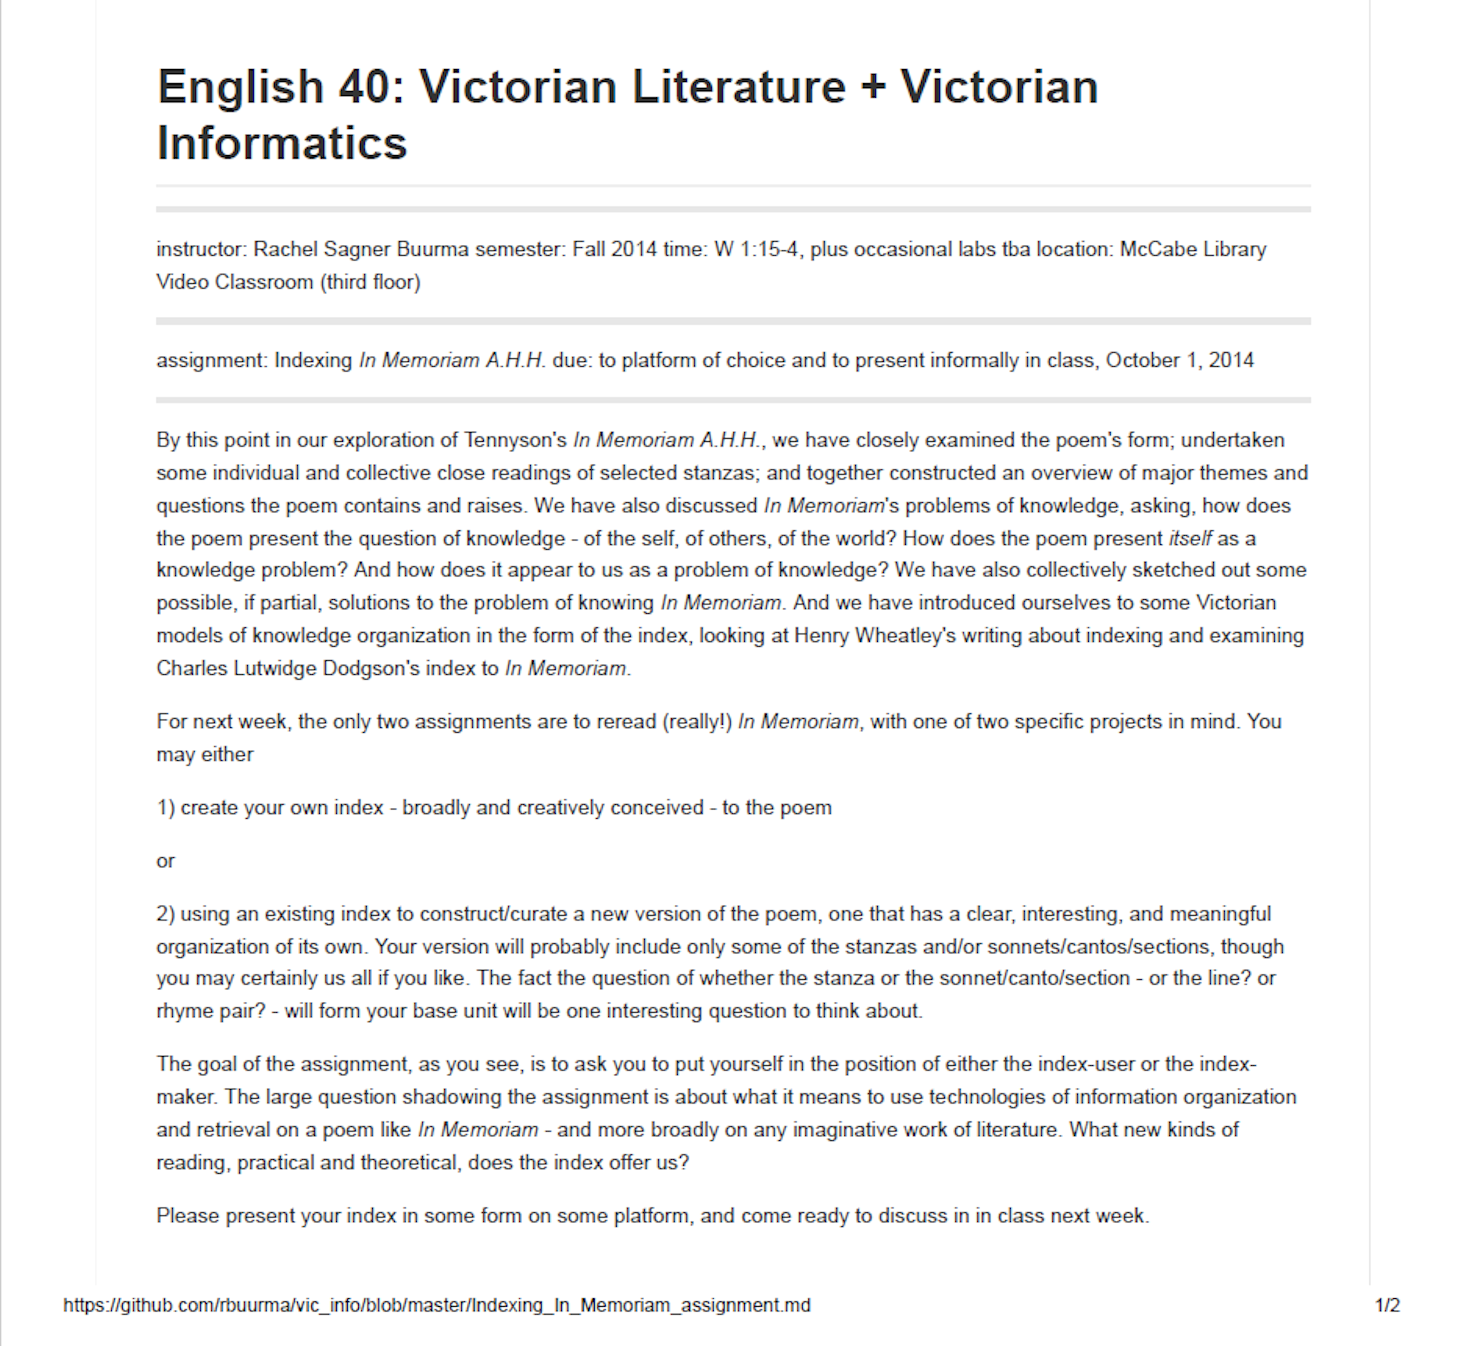 English 40: Victorian Literature + Victorian
Informatics
instructor: Rachel Sagner Buurma semester: Fall 2014 time: W 1:15-4, plus occasional labs tba location: McCabe Library
Video Classroom (third floor)
assignment: Indexing In Memoriam A.H.H. due: to platform of choice and to present informally in class, October 1, 2014
By this point in our exploration of Tennyson's In Memoriam A.H.H., we have closely examined the poem's form; undertaken
some individual and collective close readings of selected stanzas; and together constructed an overview of major themes and
questions the poem contains and raises. We have also discussed In Memoriam's problems of knowledge, asking, how does
the poem present the question of knowledge - of the self, of others, of the world? How does the poem present itself as a
knowledge problem? And how does it appear to us as a problem of knowledge? We have also collectively sketched out some
possible, if partial, solutions to the problem of knowing In Memoriam. And we have introduced ourselves to some Victorian
models of knowledge organization in the form of the index, looking at Henry Wheatley's writing about indexing and examining
Charles Lutwidge Dodgson's index to In Memoriam.
For next week, the only two assignments are to reread (really!) In Memoriam, with one of two specific projects in mind. You
may either
1) create your own index - broadly and creatively conceived - to the poem
or
2) using an existing index to construct/curate a new version of the poem, one that has a clear, interesting, and meaningful
organization of its own. Your version will probably include only some of the stanzas and/or sonnets/cantos/sections, though
you may certainly us all if you like. The fact the question of whether the stanza or the sonnet/canto/section - or the line? or
rhyme pair? - will form your base unit will be one interesting question to think about.
The goal of the assignment, as you see, is to ask you to put yourself in the position of either the index-user or the index-
maker. The large question shadowing the assignment is about what it means to use technologies of information organization
and retrieval on a poem like In Memoriam - and more broadly on any imaginative work of literature. What new kinds of
reading, practical and theoretical, does the index offer us?
Please present your index in some form on some platform, and come ready to discuss in in class next week.
https://github.com/rbuurma/vic_info/blob/master/Indexing_In_Memoriam_assignment.md
1/2